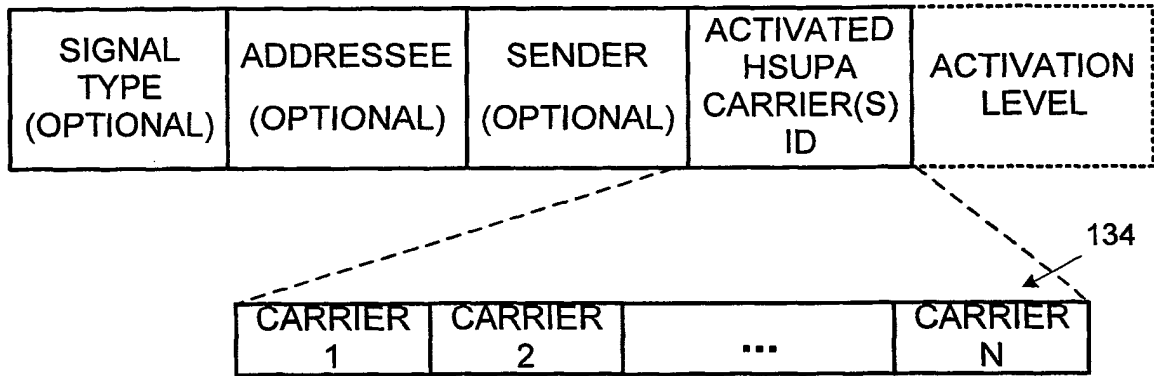 SIGNAL
TYPE
(OPTIONAL)
ADDRESSEE
(OPTIONAL)
SENDER
(OPTIONAL)
ACTIVATED
HSUPA
CARRIER(S)
ID
ACTIVATION
LEVEL
134
CARRIER
1
CARRIER
2
...
CARRIER
N